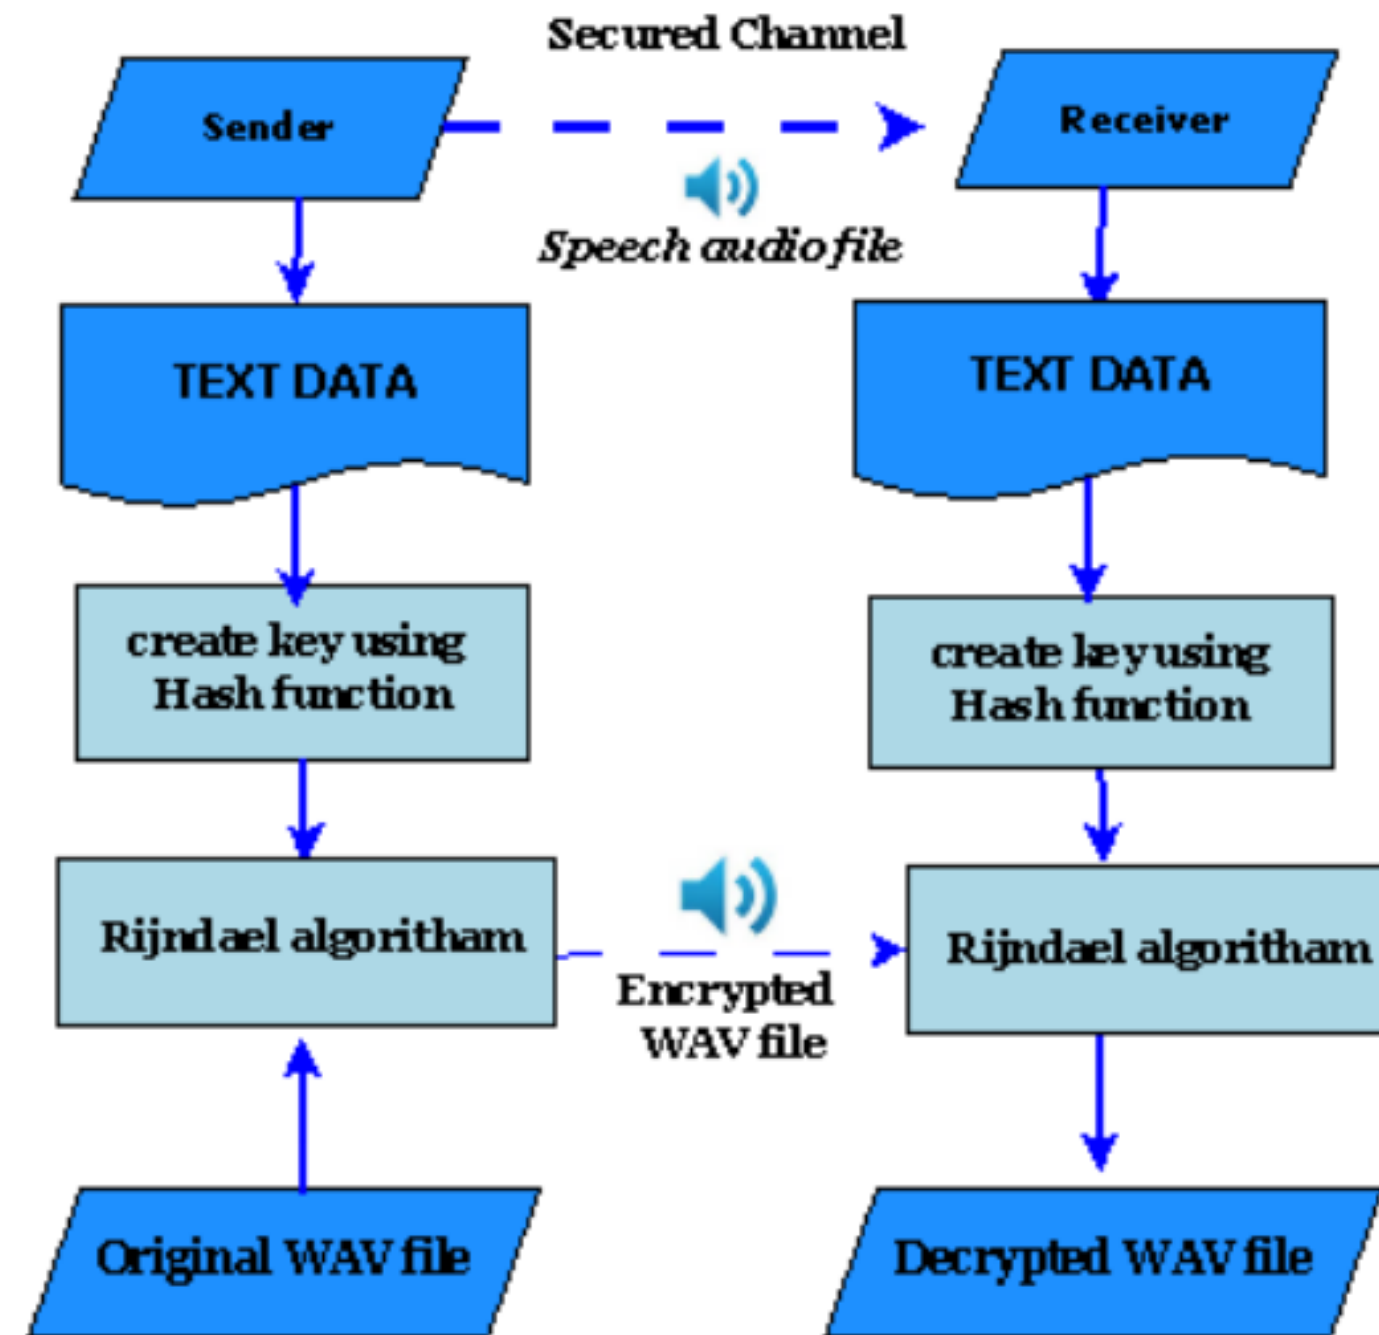 Secured Channel
Sender
Receiver
Speech audio file
TEXT DATA
TEXT DATA
create key using
Hash function
create key using
Hash function
Rijndael algoritham
Rijndael algoritham
Encrypted
WAV file
Original WAV file
Decrypted WAV file